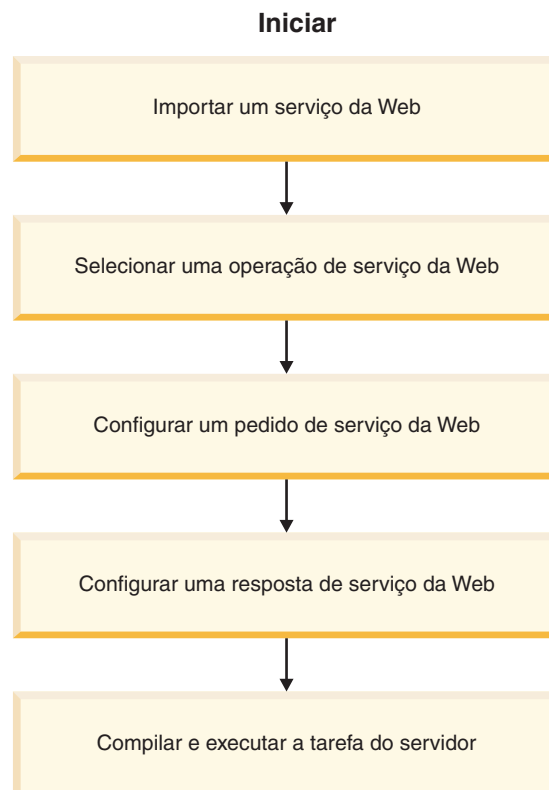 Iniciar
Importar um serviço da Web
Selecionar uma operação de serviço da Web
Configurar um pedido de serviço da Web
Configurar uma resposta de serviço da Web
Compilar e executar a tarefa do servidor